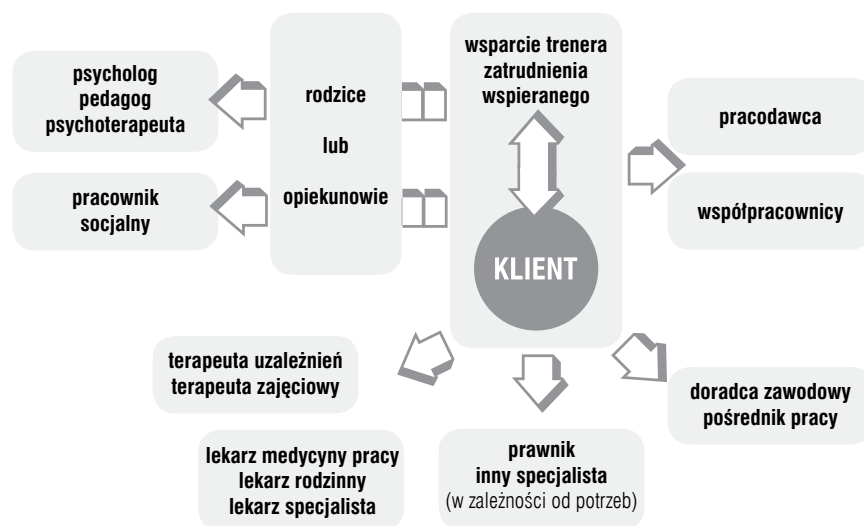 psycholog
pedagog
psychoterapeuta
pracownik
socjalny
rodzice
lub
opiekunowie
wsparcie trenera
zatrudnienia
wspieranego
KLIENT
pracodawca
współpracownicy
terapeuta uzależnień
terapeuta zajęciowy
lekarz medycyny pracy
lekarz rodzinny
lekarz specjalista
prawnik
inny specjalista
(w zależności od potrzeb)
doradca zawodowy
pośrednik pracy